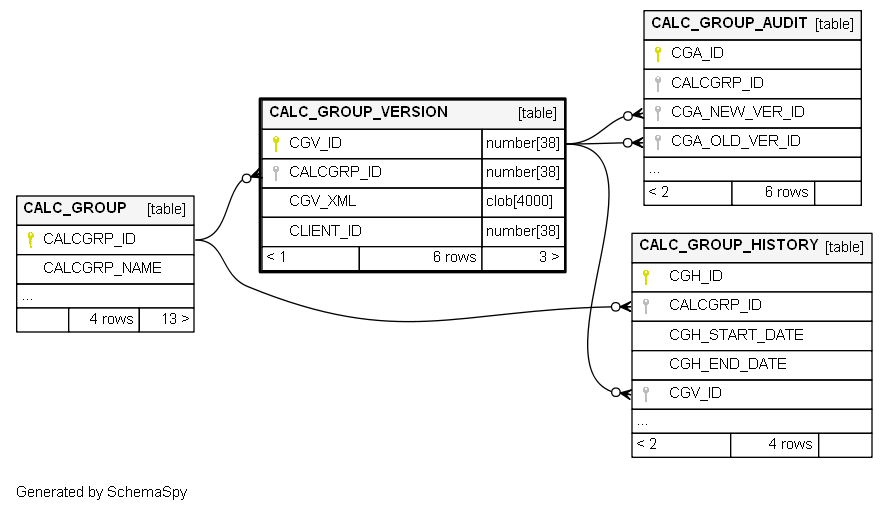 CALC_GROUP_AUDIT [table]
CGA_ID
CALCGRP_ID
CGA_NEW_VER_ID
CGA_OLD_VER_ID
...
< 2 6 rows
CALC_GROUP_VERSION [table]
CGV_ID number[38]
CALCGRP_ID number[38]
CGV_XML clob[4000]
CLIENT_ID number[38]
< 1 6 rows 3 >
CALC_GROUP [table]
CALCGRP_ID
CALCGRP_NAME
...
4 rows 13 >
CALC_GROUP_HISTORY [table]
CGH_ID
CALCGRP_ID
CGH_START_DATE
CGH_END_DATE
CGV_ID
...
< 2 4 rows
Generated by SchemaSpy